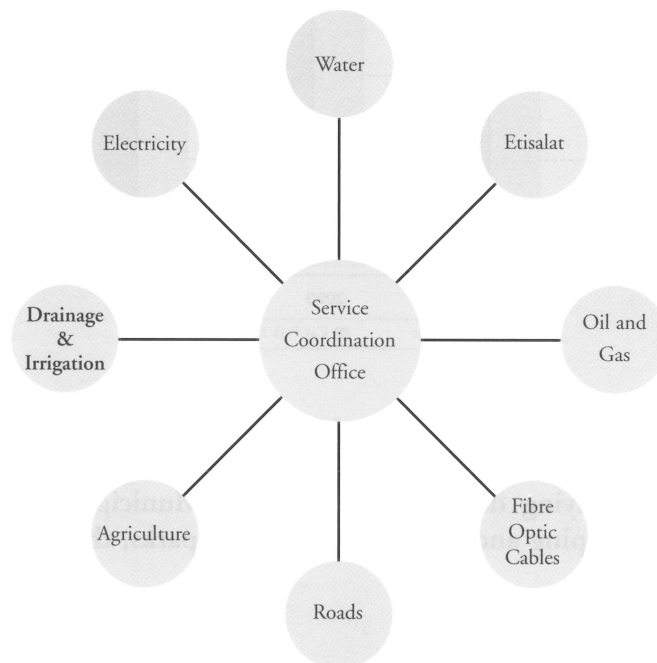 Water
Electricity
Etisalat
Drainage
&
Irrigation
Service
Coordination
Office
Oil and
Gas
Agriculture
Fibre
Optic
Cables
Roads